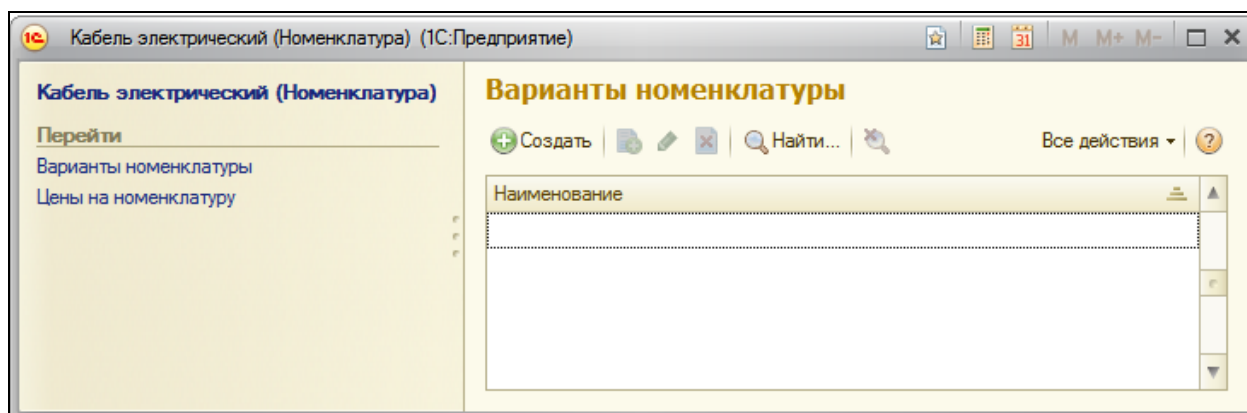 Кабель электрический (Номенклатура) (1С:Предприятие)
31 M M+ M-
Кабель электрический (Номенклатура)
Перейти
Варианты номенклатуры
Цены на номенклатуру
Варианты номенклатуры
Создать Найти... Все действия ?
Наименование